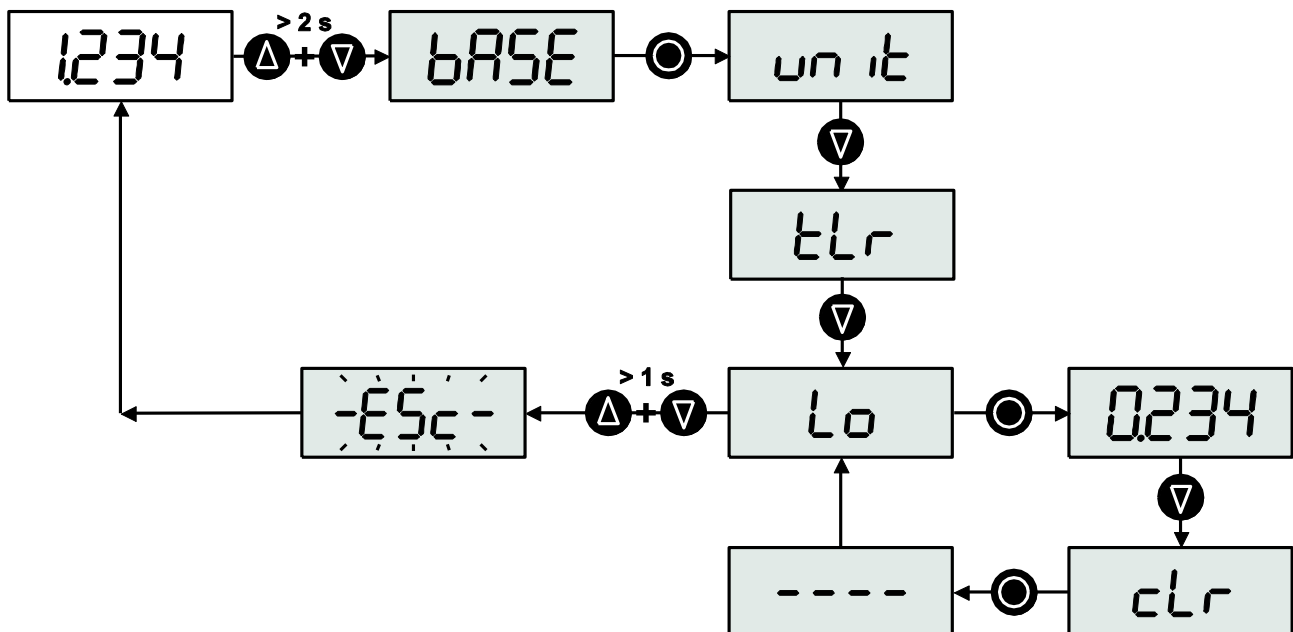 > 2 s
1.234 + bASE unit
tLr
> 1 s
-ESc- + Lo 0.234
---- cLr